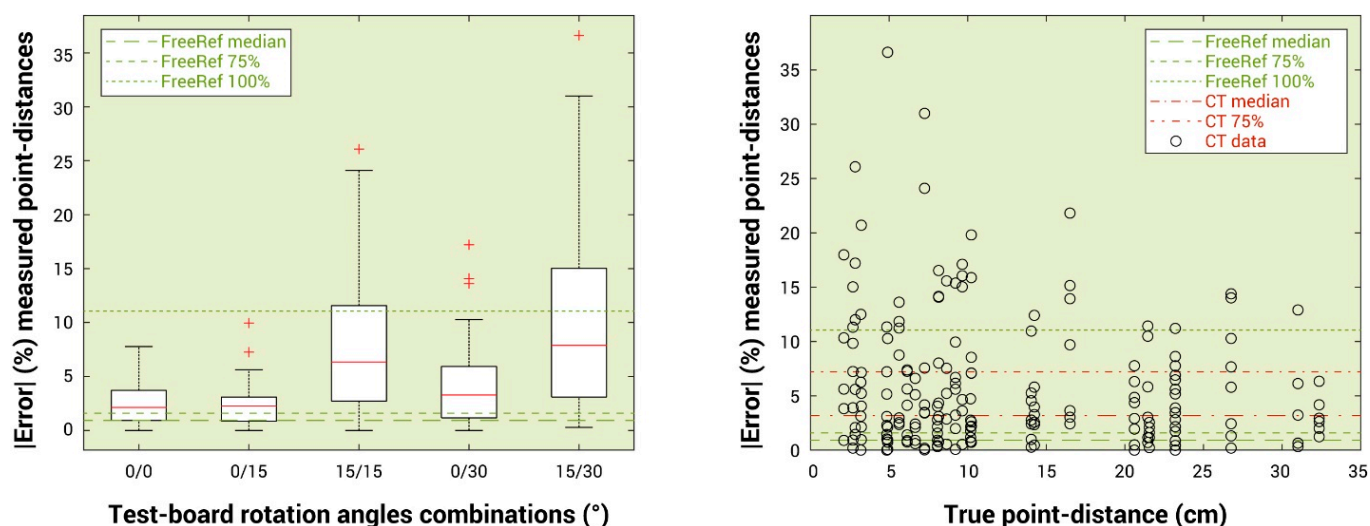 |Error| (%) measured point-distances
35
30
25
20
15
10
5
0
FreeRef median
FreeRef 75%
FreeRef 100%
0/0 0/15 15/15 0/30 15/30
Test-board rotation angles combinations (°)
|Error| (%) measured point-distances
35
30
25
20
15
10
5
0
FreeRef median
FreeRef 75%
FreeRef 100%
CT median
CT 75%
CT data
0 5 10 15 20 25 30 35
True point-distance (cm)